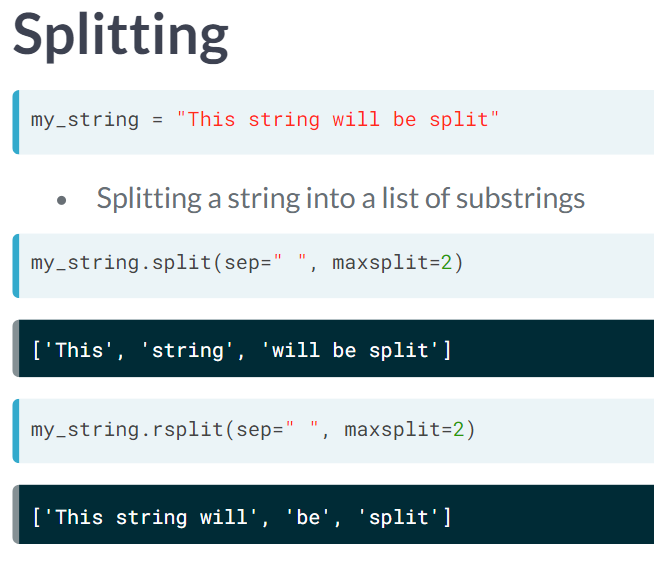 Splitting
my_string = "This string will be split"
• Splitting a string into a list of substrings
my_string.split(sep=" ", maxsplit=2)
['This', 'string', 'will be split']
my_string.rsplit(sep=" ", maxsplit=2)
['This string will', 'be', 'split']